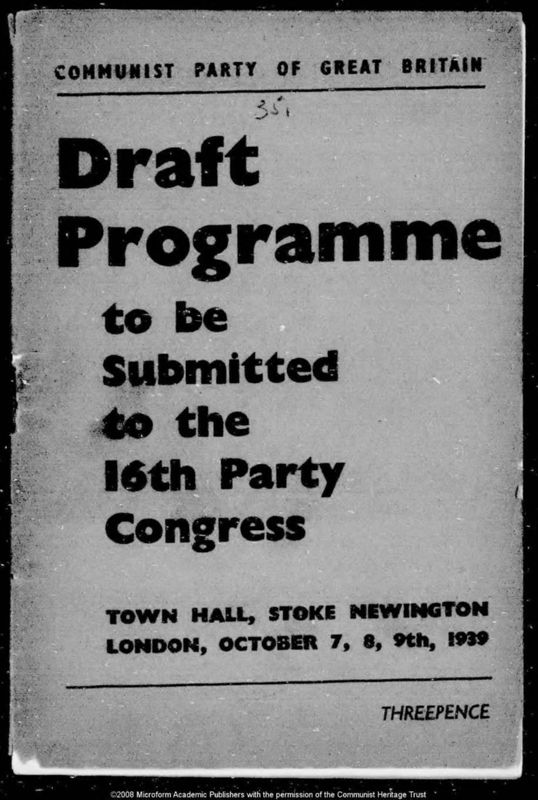 COMMUNIST PARTY OF GREAT BRITAIN
35,
Draft
Programme
to be
Submitted
to the
16th Party
Congress
TOWN HALL, STOKE NEWINGTON
LONDON, OCTOBER 7, 8, 9th, 1939
THREEPENCE
©2008 Microform Academic Publishers with the permission of the Communist Heritage Trust